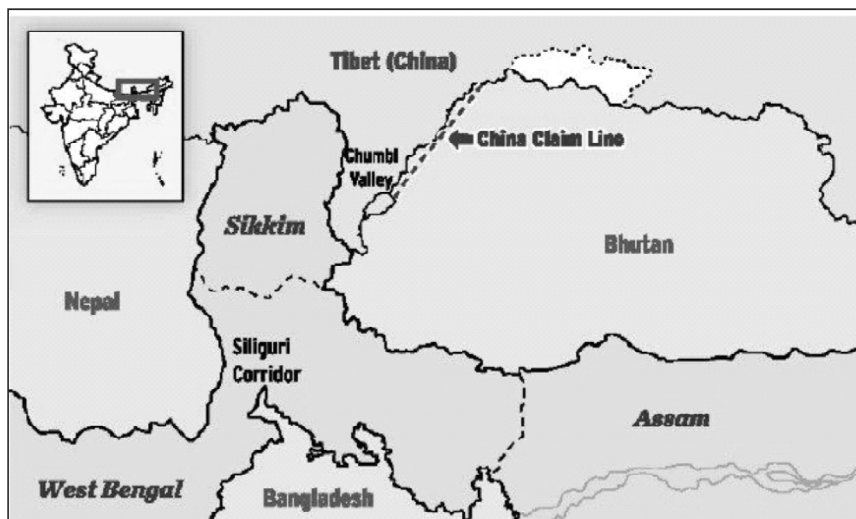 Tibet (China)
China Claim Line
Chumbi
Valley
Sikkim
Bhutan
Nepal
Siliguri
Corridor
Assam
West Bengal
Bangladesh